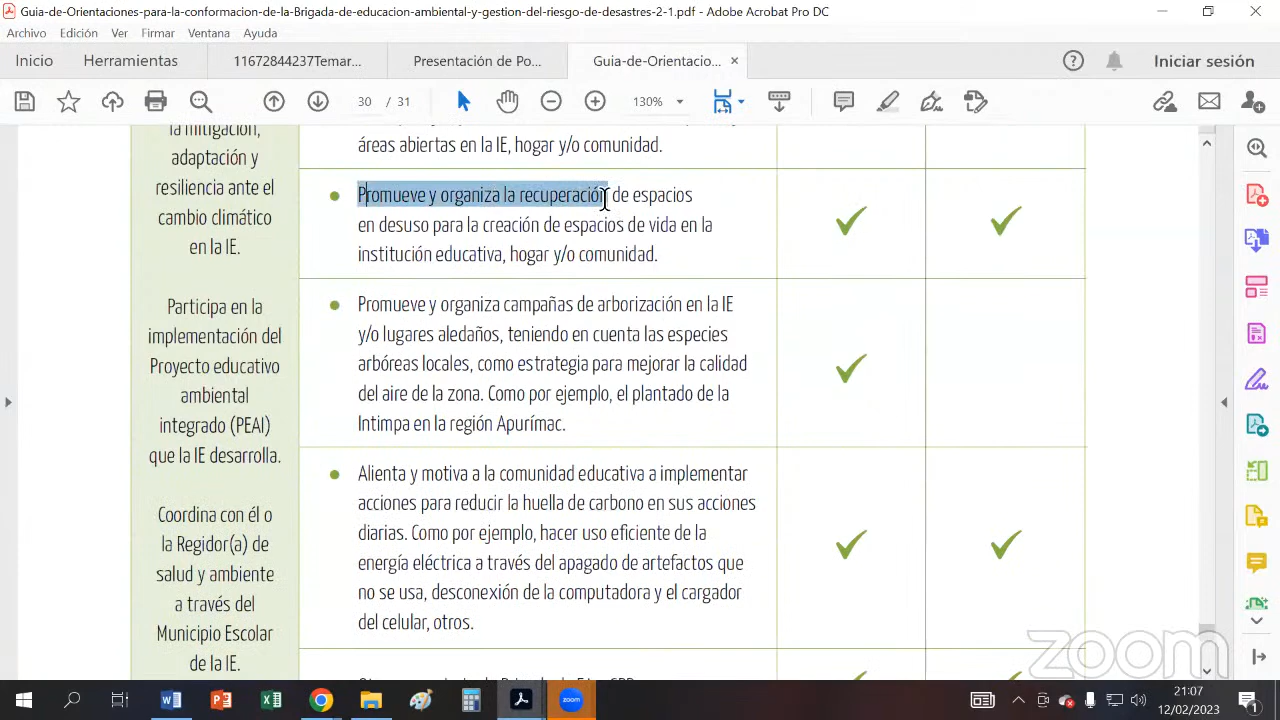 Guia-de-Orientaciones-para-la-conformacion-de-la-Brigada-de-educacion-ambiental-y-gestion-del-riesgo-de-desastres-2-1.pdf - Adobe Acrobat Pro DC
Archivo Edición Ver Firmar Ventana Ayuda
Inicio Herramientas 11672844237Temar... Presentación de Po... Guia-de-Orientacio... × Iniciar sesión
30 / 31 130%
la mitigación,
adaptación y
resiliencia ante el
cambio climático
en la IE.
Participa en la
implementación del
Proyecto educativo
ambiental
integrado (PEAI)
que la IE desarrolla.
Coordina con él o
la Regidor(a) de
salud y ambiente
a través del
Municipio Escolar
de la IE.
áreas abiertas en la IE, hogar y/o comunidad.
Promueve y organiza la recuperación de espacios
en desuso para la creación de espacios de vida en la
institución educativa, hogar y/o comunidad.
Promueve y organiza campañas de arborización en la IE
y/o lugares aledaños, teniendo en cuenta las especies
arbóreas locales, como estrategia para mejorar la calidad
del aire de la zona. Como por ejemplo, el plantado de la
Intimpa en la región Apurímac.
Alienta y motiva a la comunidad educativa a implementar
acciones para reducir la huella de carbono en sus acciones
diarias. Como por ejemplo, hacer uso eficiente de la
energía eléctrica a través del apagado de artefactos que
no se usa, desconexión de la computadora y el cargador
del celular, otros.
zoom
zoom
21:07
12/02/2023
1